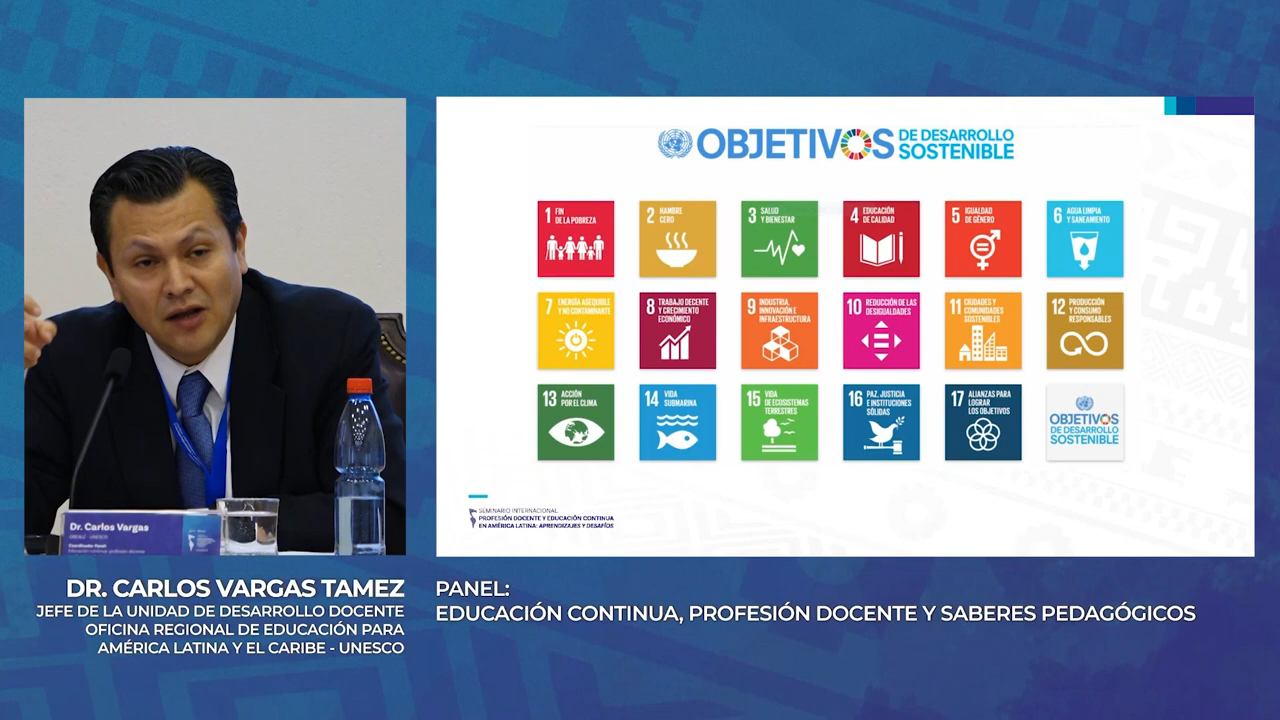 OBJETIVOS
DE DESARROLLO
SOSTENIBLE
1 FIN
DE LA POBREZA
2 HAMBRE
CERO
3 SALUD
Y BIENESTAR
4 EDUCACIÓN
DE CALIDAD
5 IGUALDAD
DE GÉNERO
6 AGUA LIMPIA
Y SANEAMIENTO
7 ENERGÍA ASEQUIBLE
Y NO CONTAMINANTE
8 TRABAJO DECENTE
Y CRECIMIENTO
ECONÓMICO
9 INDUSTRIA,
INNOVACIÓN E
INFRAESTRUCTURA
10 REDUCCIÓN DE LAS
DESIGUALDADES
11 CIUDADES Y
COMUNIDADES
SOSTENIBLES
12 PRODUCCIÓN
Y CONSUMO
RESPONSABLES
13 ACCIÓN
POR EL CLIMA
14 VIDA
SUBMARINA
15 VIDA
DE ECOSISTEMAS
TERRESTRES
16 PAZ, JUSTICIA
E INSTITUCIONES
SÓLIDAS
17 ALIANZAS PARA
LOGRAR
LOS OBJETIVOS
OBJETIVOS
DE DESARROLLO
SOSTENIBLE
SEMINARIO INTERNACIONAL
PROFESIÓN DOCENTE Y EDUCACIÓN CONTINUA
EN AMÉRICA LATINA: APRENDIZAJES Y DESAFÍOS
Dr. Carlos Vargas
DR. CARLOS VARGAS TAMEZ
JEFE DE LA UNIDAD DE DESARROLLO DOCENTE
OFICINA REGIONAL DE EDUCACIÓN PARA
AMÉRICA LATINA Y EL CARIBE - UNESCO
PANEL:
EDUCACIÓN CONTINUA, PROFESIÓN DOCENTE Y SABERES PEDAGÓGICOS